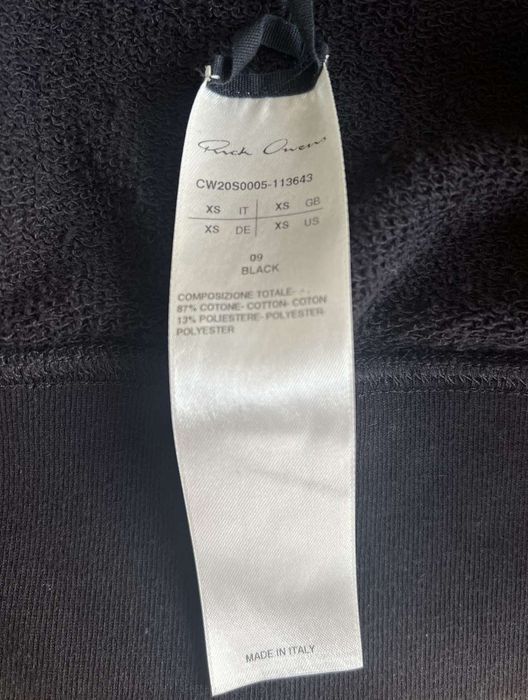 Rick Owens
CW20S0005-113643
XS IT XS GB
XS DE XS US
09
BLACK
COMPOSIZIONE TOTALE-
87% COTONE- COTTON- COTON
13% POLIESTERE- POLYESTER
POLYESTER
MADE IN ITALY